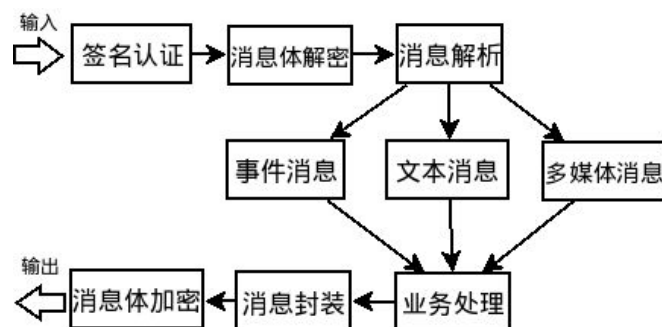 输入
签名认证
消息体解密
消息解析
事件消息
文本消息
多媒体消息
输出
消息体加密
消息封装
业务处理